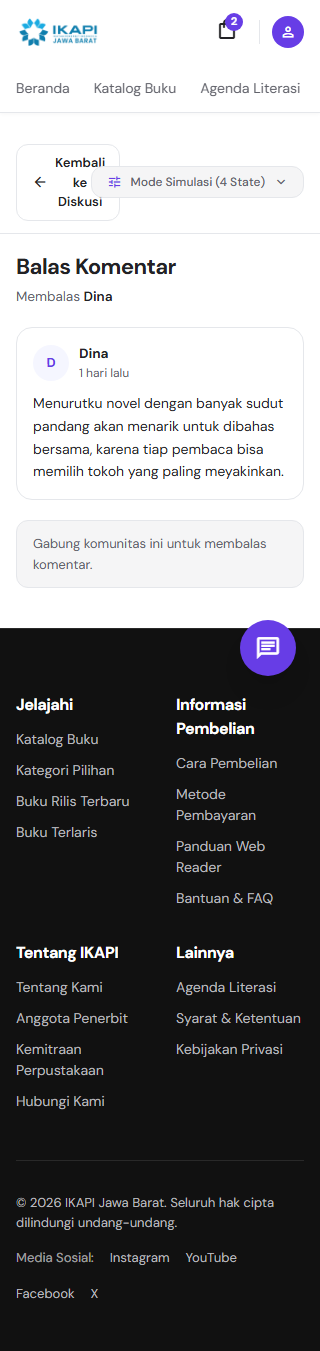 IKAPI
JAWA BARAT
2
Beranda Katalog Buku Agenda Literasi
Kembali
ke
Diskusi
Mode Simulasi (4 State)
Balas Komentar
Membalas Dina
D
Dina
1 hari lalu
Menurutku novel dengan banyak sudut
pandang akan menarik untuk dibahas
bersama, karena tiap pembaca bisa
memilih tokoh yang paling meyakinkan.
Gabung komunitas ini untuk membalas
komentar.
Jelajahi
Katalog Buku
Kategori Pilihan
Buku Rilis Terbaru
Buku Terlaris
Informasi
Pembelian
Cara Pembelian
Metode
Pembayaran
Panduan Web
Reader
Bantuan & FAQ
Tentang IKAPI
Tentang Kami
Anggota Penerbit
Kemitraan
Perpustakaan
Hubungi Kami
Lainnya
Agenda Literasi
Syarat & Ketentuan
Kebijakan Privasi
© 2026 IKAPI Jawa Barat. Seluruh hak cipta
dilindungi undang-undang.
Media Sosial: Instagram YouTube
Facebook X